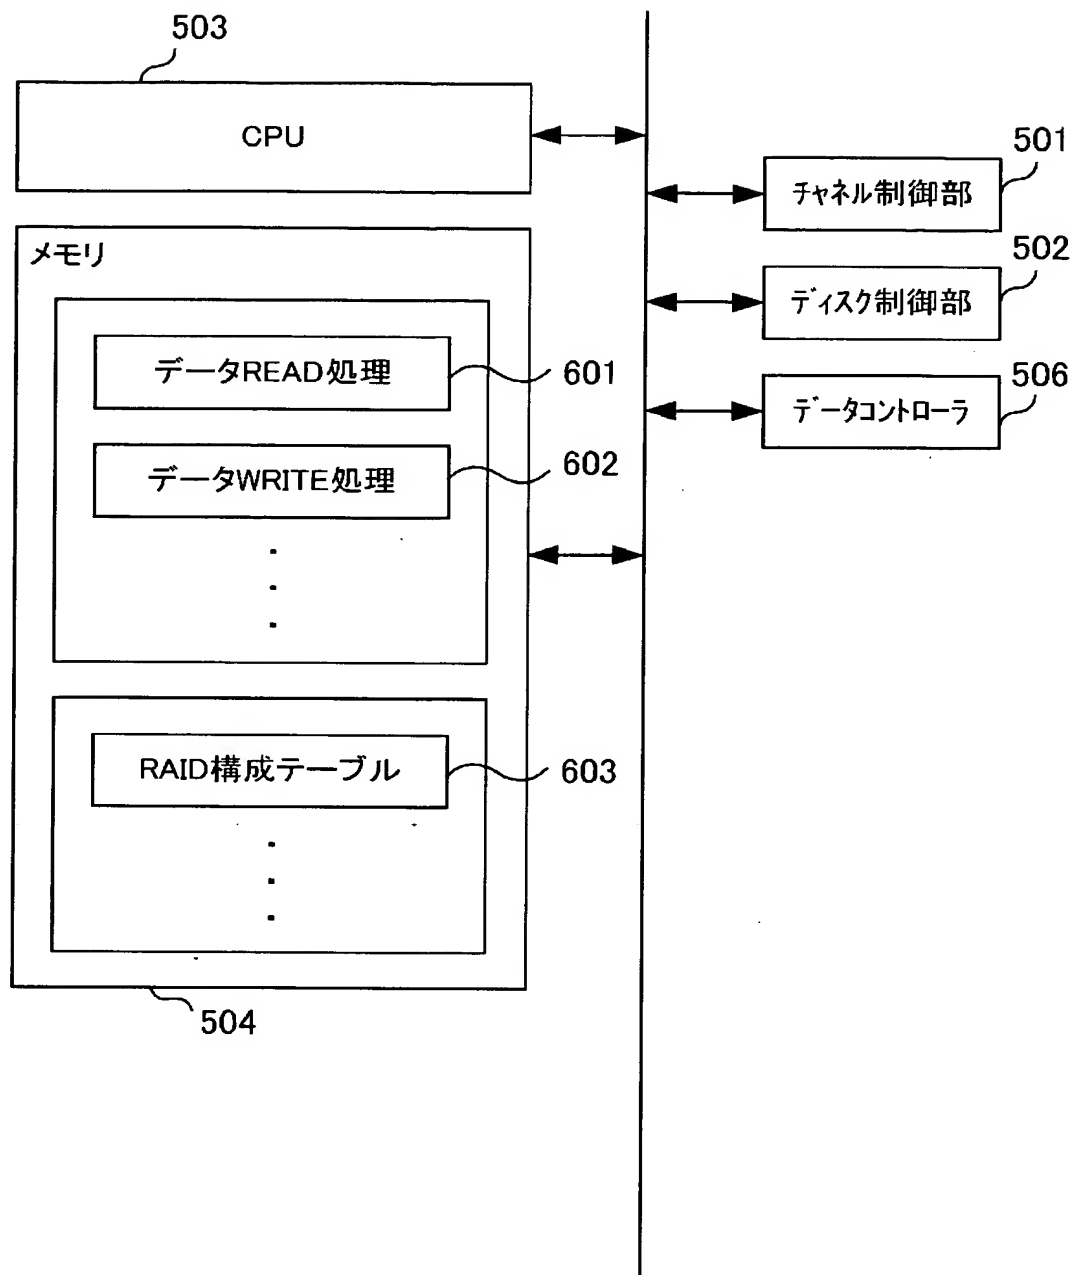 503
CPU
501
チャネル制御部
メモリ
502
ディスク制御部
データREAD処理
601
506
データコントローラ
データWRITE処理
602
RAID構成テーブル
603
504